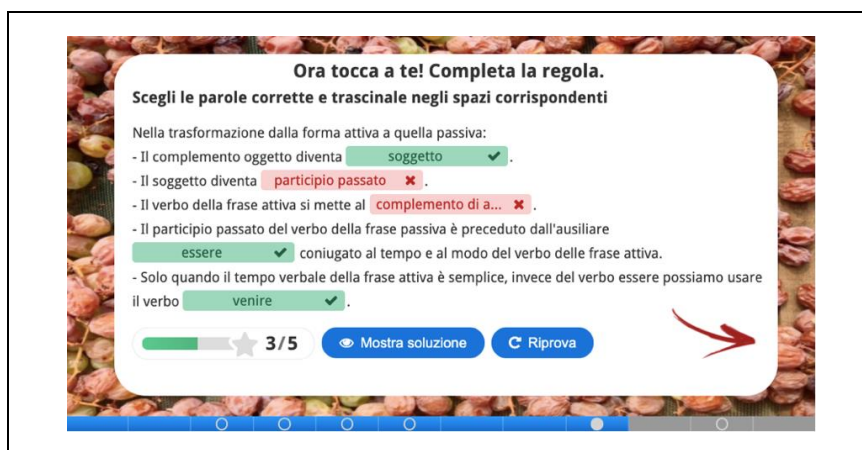 Ora tocca a te! Completa la regola.
Scegli le parole corrette e trascinale negli spazi corrispondenti
Nella trasformazione dalla forma attiva a quella passiva:
- Il complemento oggetto diventa soggetto ✔ .
- Il soggetto diventa participio passato ✖ .
- Il verbo della frase attiva si mette al complemento di a... ✖ .
- Il participio passato del verbo della frase passiva è preceduto dall'ausiliare
essere ✔ coniugato al tempo e al modo del verbo delle frase attiva.
- Solo quando il tempo verbale della frase attiva è semplice, invece del verbo essere possiamo usare
il verbo venire ✔ .
3/5 Mostra soluzione Riprova